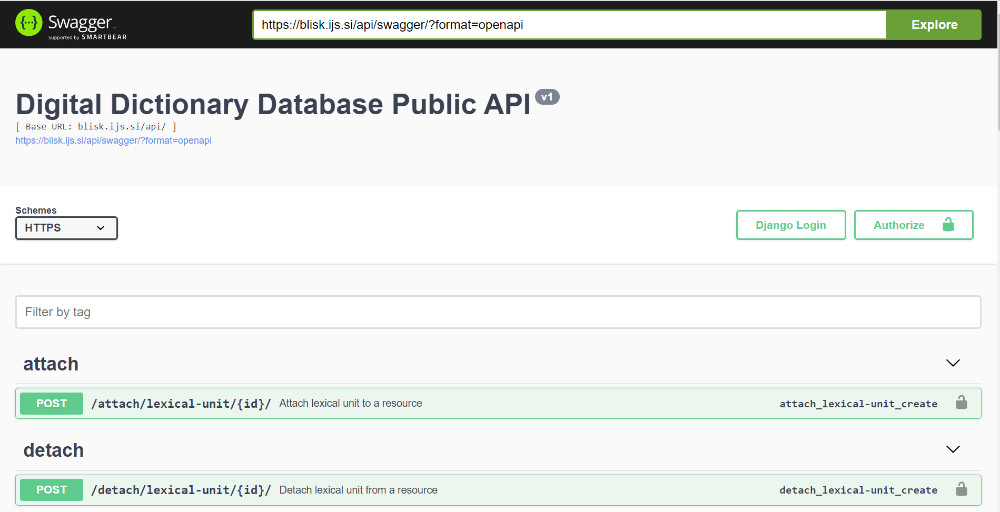 {···} Swagger™
Supported by SMARTBEAR
https://blisk.ijs.si/api/swagger/?format=openapi
Explore
Digital Dictionary Database Public API v1
[ Base URL: blisk.ijs.si/api/ ]
https://blisk.ijs.si/api/swagger/?format=openapi
Schemes
HTTPS
Django Login
Authorize
Filter by tag
attach
POST /attach/lexical-unit/{id}/ Attach lexical unit to a resource attach_lexical-unit_create
detach
POST /detach/lexical-unit/{id}/ Detach lexical unit from a resource detach_lexical-unit_create